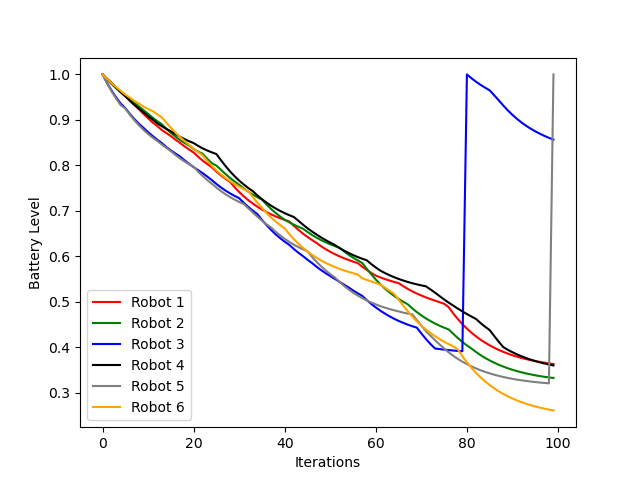 1.0
0.9
0.8
0.7
0.6
0.5
0.4
0.3
Battery Level
Robot 1
Robot 2
Robot 3
Robot 4
Robot 5
Robot 6
0 20 40 60 80 100
Iterations